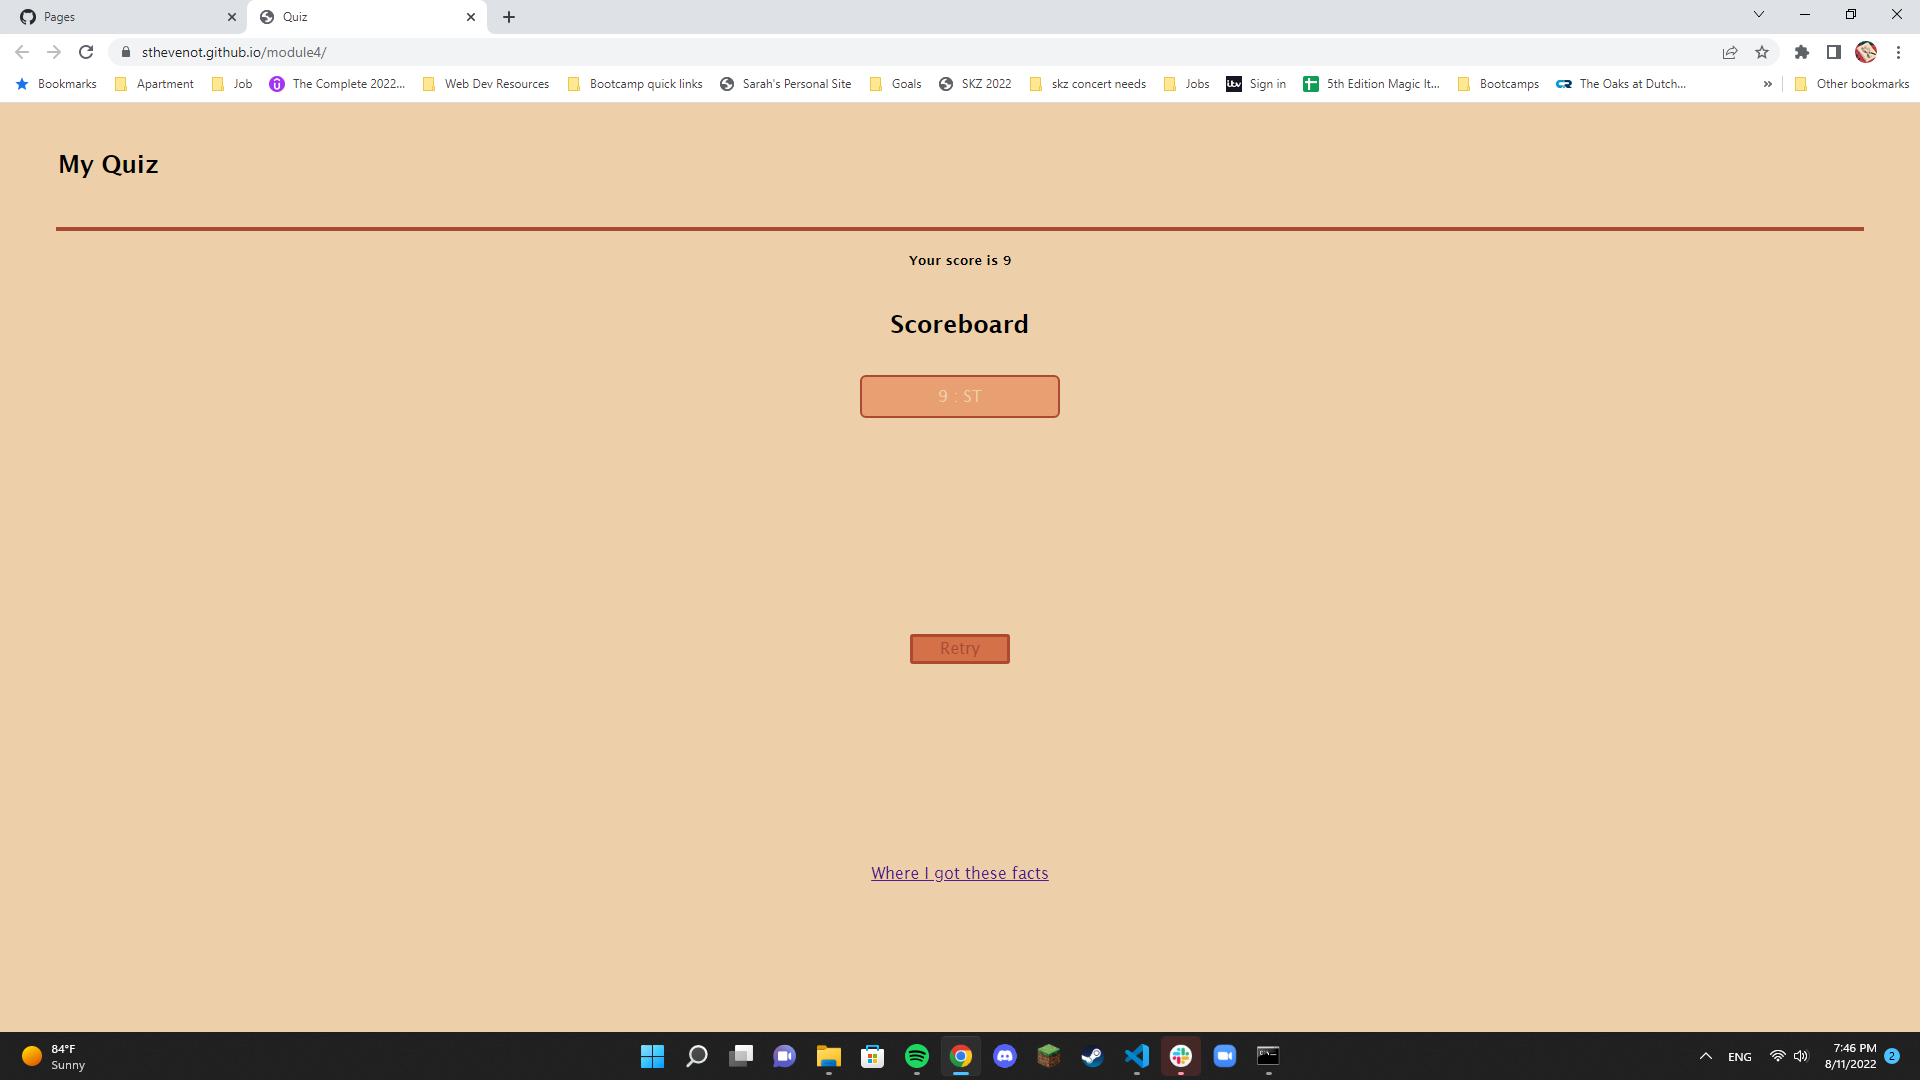 Pages
Quiz
sthevenot.github.io/module4/
Bookmarks
Apartment
Job
The Complete 2022...
Web Dev Resources
Bootcamp quick links
Sarah's Personal Site
Goals
SKZ 2022
skz concert needs
Jobs
itv
Sign in
5th Edition Magic It...
Bootcamps
CR
The Oaks at Dutch...
»
Other bookmarks
My Quiz
Your score is 9
Scoreboard
9 : ST
Retry
Where I got these facts
84°F
Sunny
ENG
7:46 PM
8/11/2022
2